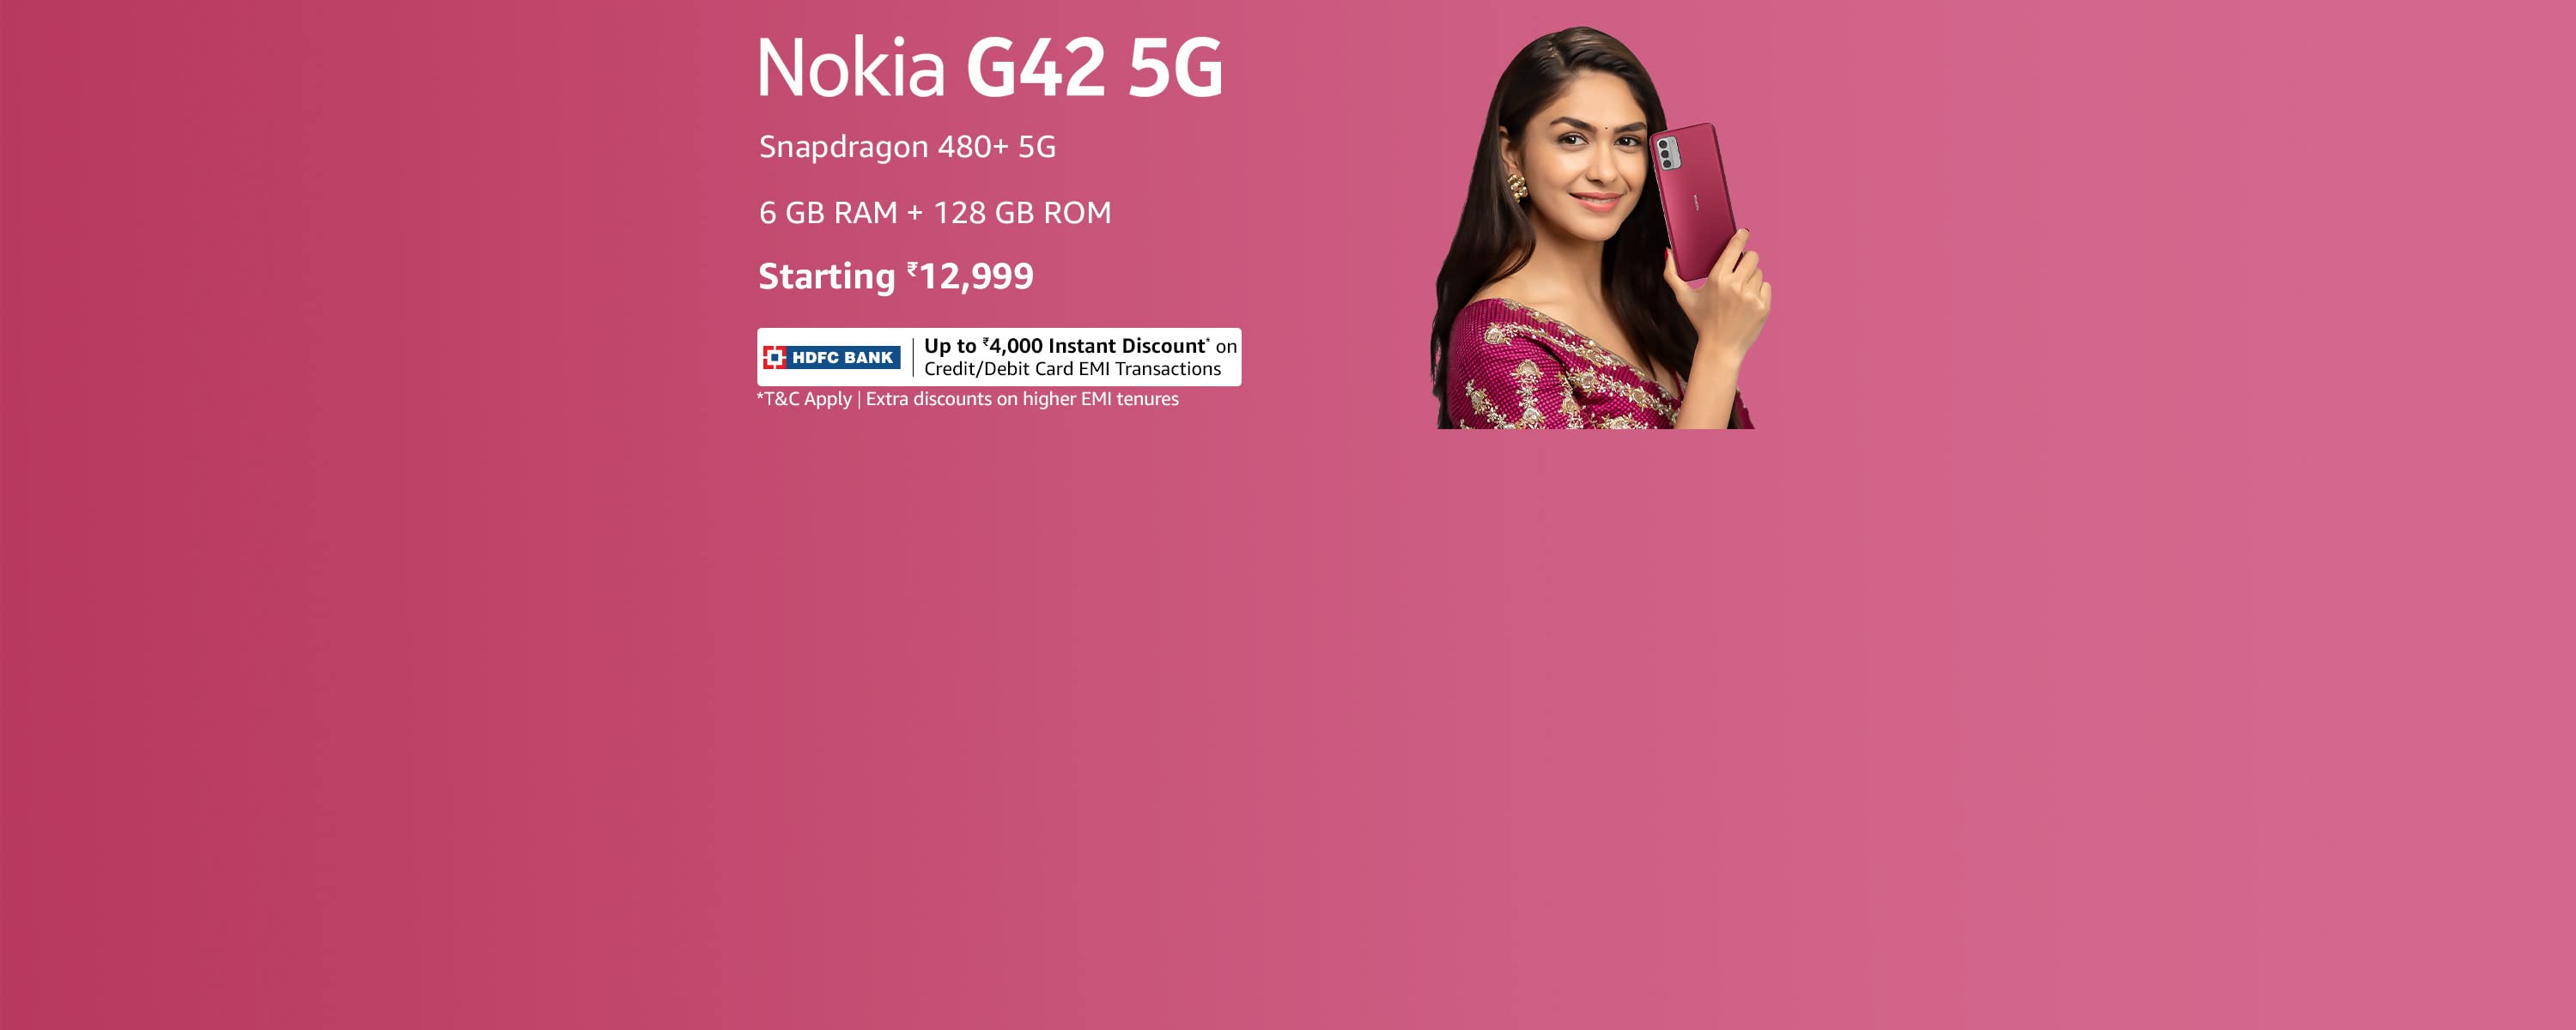 Nokia G42 5G
Snapdragon 480+ 5G
6 GB RAM + 128 GB ROM
Starting ₹12,999
HDFC BANK
Up to ₹4,000 Instant Discount* on
Credit/Debit Card EMI Transactions
*T&C Apply | Extra discounts on higher EMI tenures
NOKIA